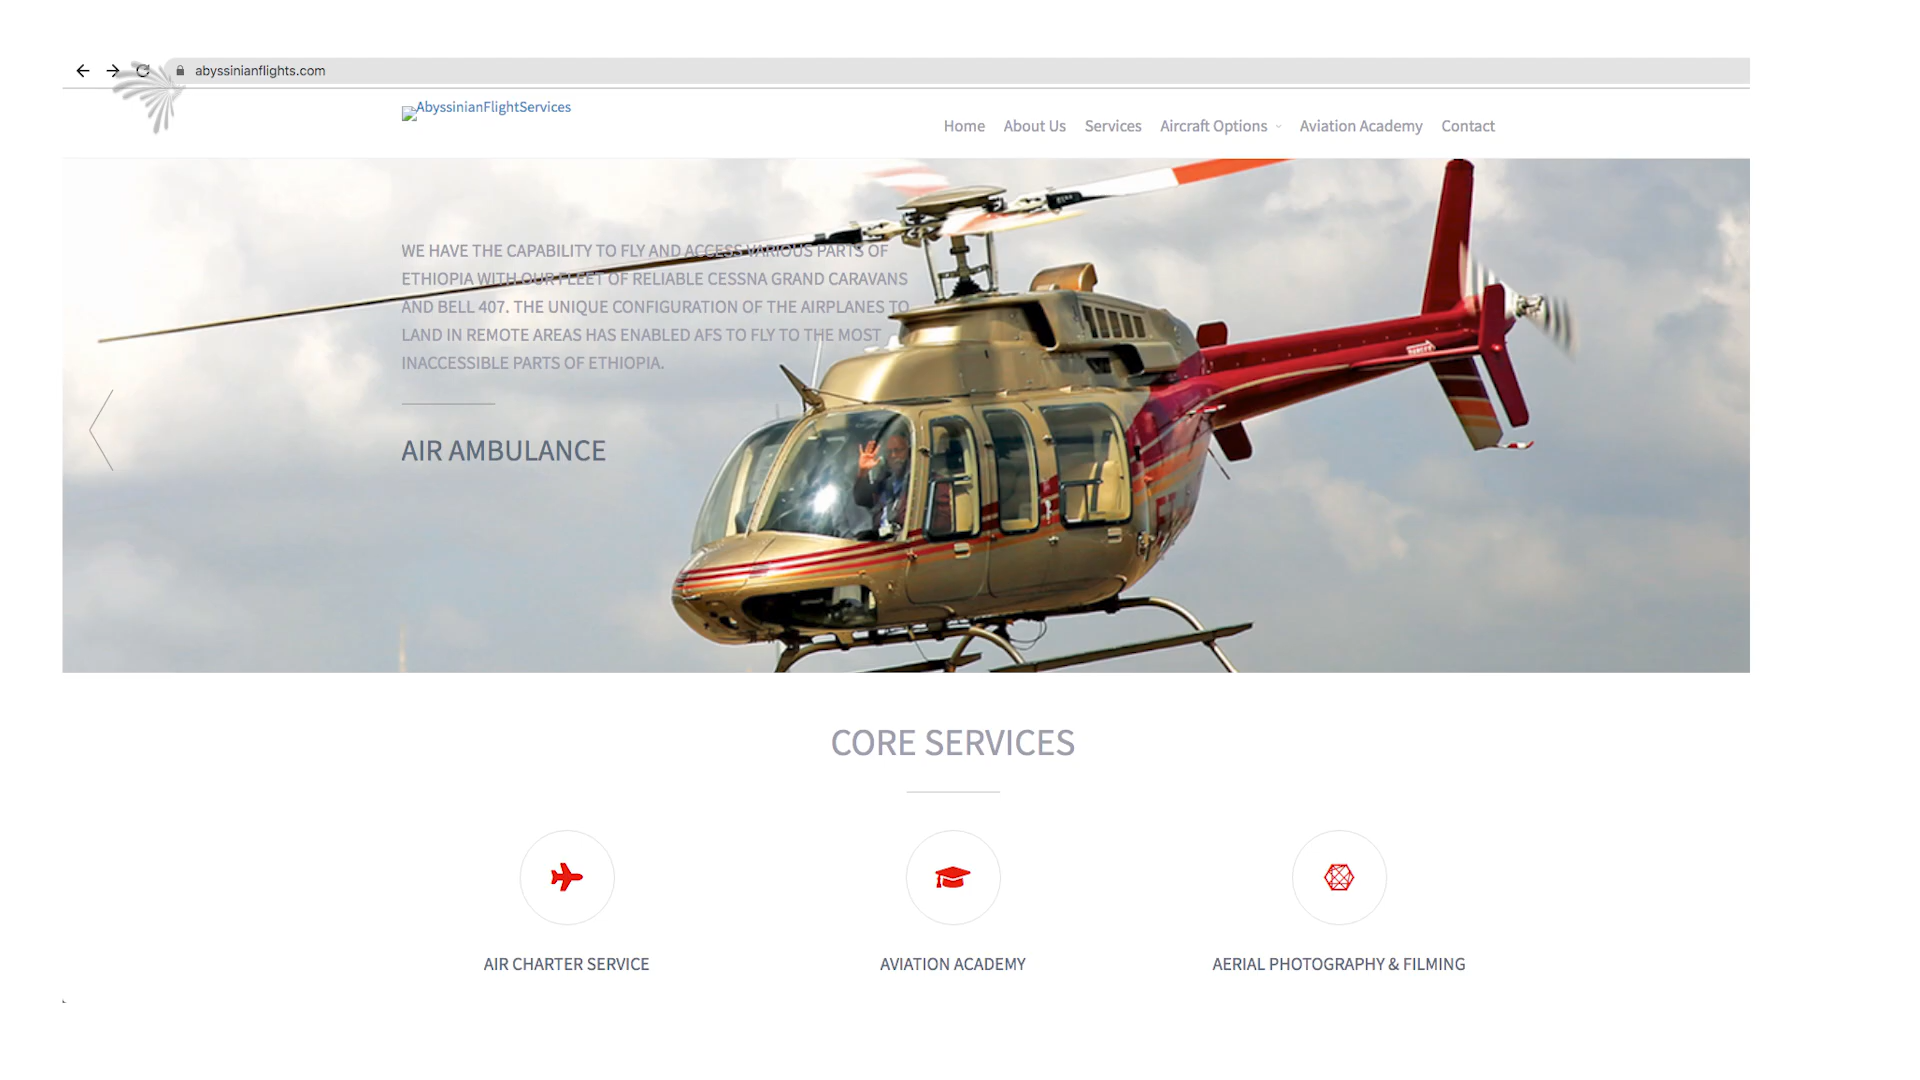 abyssinianflights.com
AbyssinianFlightServices
Home About Us Services Aircraft Options Aviation Academy Contact
WE HAVE THE CAPABILITY TO FLY AND ACCESS VARIOUS PARTS OF
ETHIOPIA WITH OUR FLEET OF RELIABLE CESSNA GRAND CARAVANS
AND BELL 407. THE UNIQUE CONFIGURATION OF THE AIRPLANES TO
LAND IN REMOTE AREAS HAS ENABLED AFS TO FLY TO THE MOST
INACCESSIBLE PARTS OF ETHIOPIA.
AIR AMBULANCE
CORE SERVICES
AIR CHARTER SERVICE
AVIATION ACADEMY
AERIAL PHOTOGRAPHY & FILMING